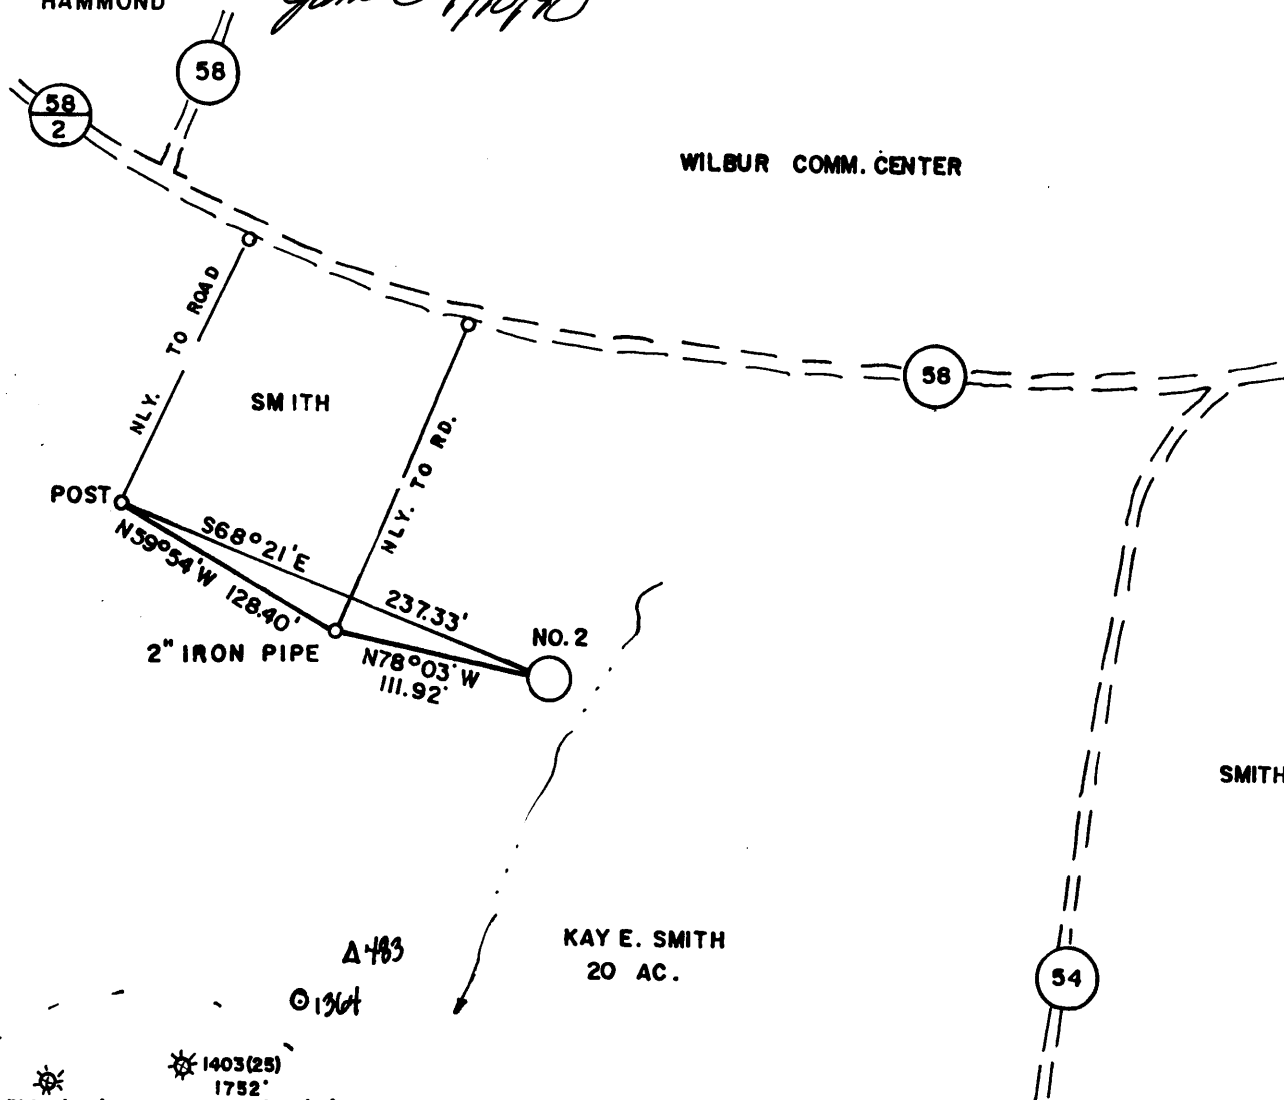 HAMMOND
58
58
2
WILBUR COMM. CENTER
NLY. TO ROAD
SMITH
58
NLY. TO RD.
POST
S68°21'E
237.33'
N59°54'W 128.40'
2" IRON PIPE
NO. 2
N78°03'W
111.92'
SMITH
Δ483
KAY E. SMITH
20 AC.
54
1364
1403(25)
1752'